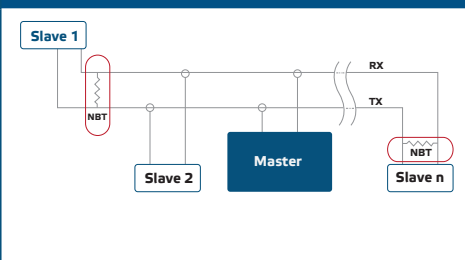 Slave 1
RX
TX
NBT
NBT
Master
Slave 2
Slave n